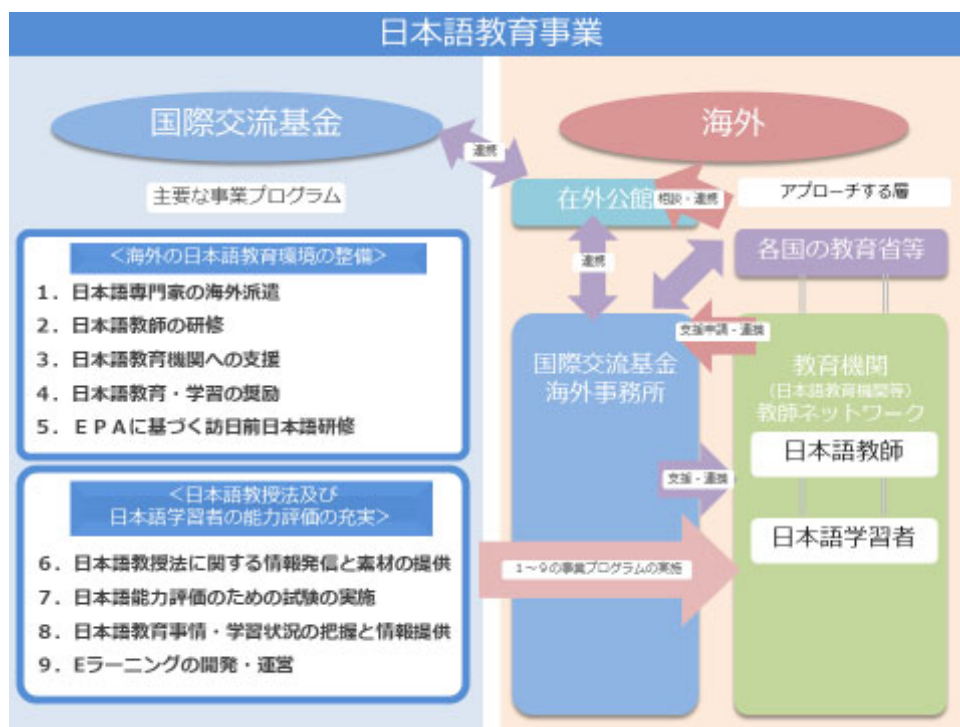 日本語教育事業
国際交流基金
主要な事業プログラム
<海外の日本語教育環境の整備>
1．日本語専門家の海外派遣
2．日本語教師の研修
3．日本語教育機関への支援
4．日本語教育・学習の奨励
5．ＥＰＡに基づく訪日前日本語研修
<日本語教授法及び
日本語学習者の能力評価の充実>
6．日本語教授法に関する情報発信と素材の提供
7．日本語能力評価のための試験の実施
8．日本語教育事情・学習状況の把握と情報提供
9．Eラーニングの開発・運営
海外
連携
在外公館
相談・連携
アプローチする層
連携
各国の教育省等
支援申請・連携
国際交流基金
海外事務所
教育機関
（日本語教育機関等）
教師ネットワーク
日本語教師
支援・連携
日本語学習者
1～9の事業プログラムの実施